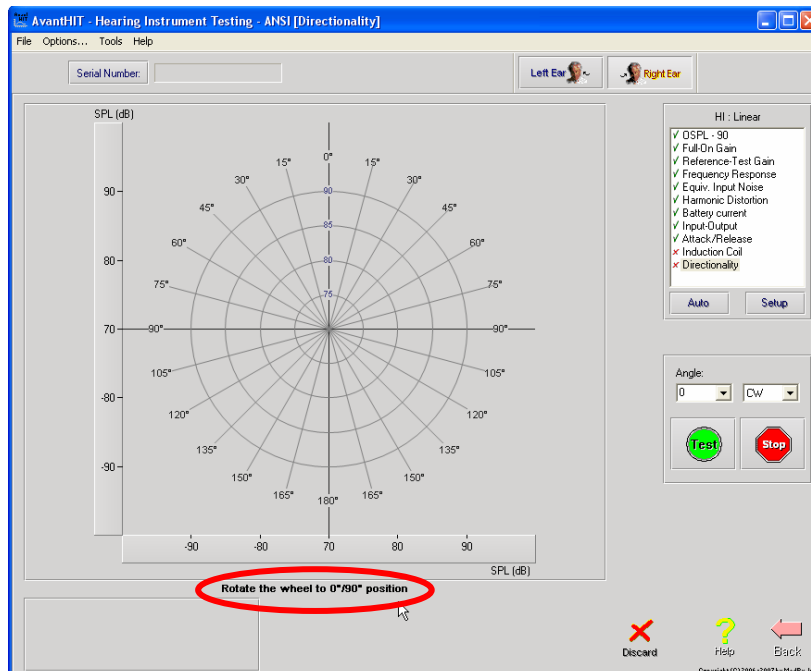 AvantHIT - Hearing Instrument Testing - ANSI [Directionality]
File Options... Tools Help
Serial Number:
Left Ear
Right Ear
SPL (dB)
0°
15° 15°
30° 30°
45° 45°
60° 60°
75° 75°
90° 90°
105° 105°
120° 120°
135° 135°
150° 150°
165° 165°
180°
90
85
80
75
90
80
70
-80
-90
-90 -80 70 80 90
SPL (dB)
Rotate the wheel to 0°/90° position
HI : Linear
OSPL - 90
Full-On Gain
Reference-Test Gain
Frequency Response
Equiv. Input Noise
Harmonic Distortion
Battery current
Input-Output
Attack/Release
Induction Coil
Directionality
Auto Setup
Angle:
0 CW
Test Stop
Discard Help Back